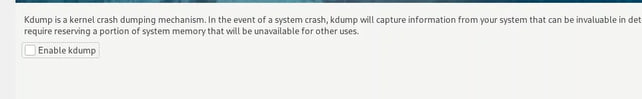 Kdump is a kernel crash dumping mechanism. In the event of a system crash, kdump will capture information from your system that can be invaluable in det
require reserving a portion of system memory that will be unavailable for other uses.
Enable kdump